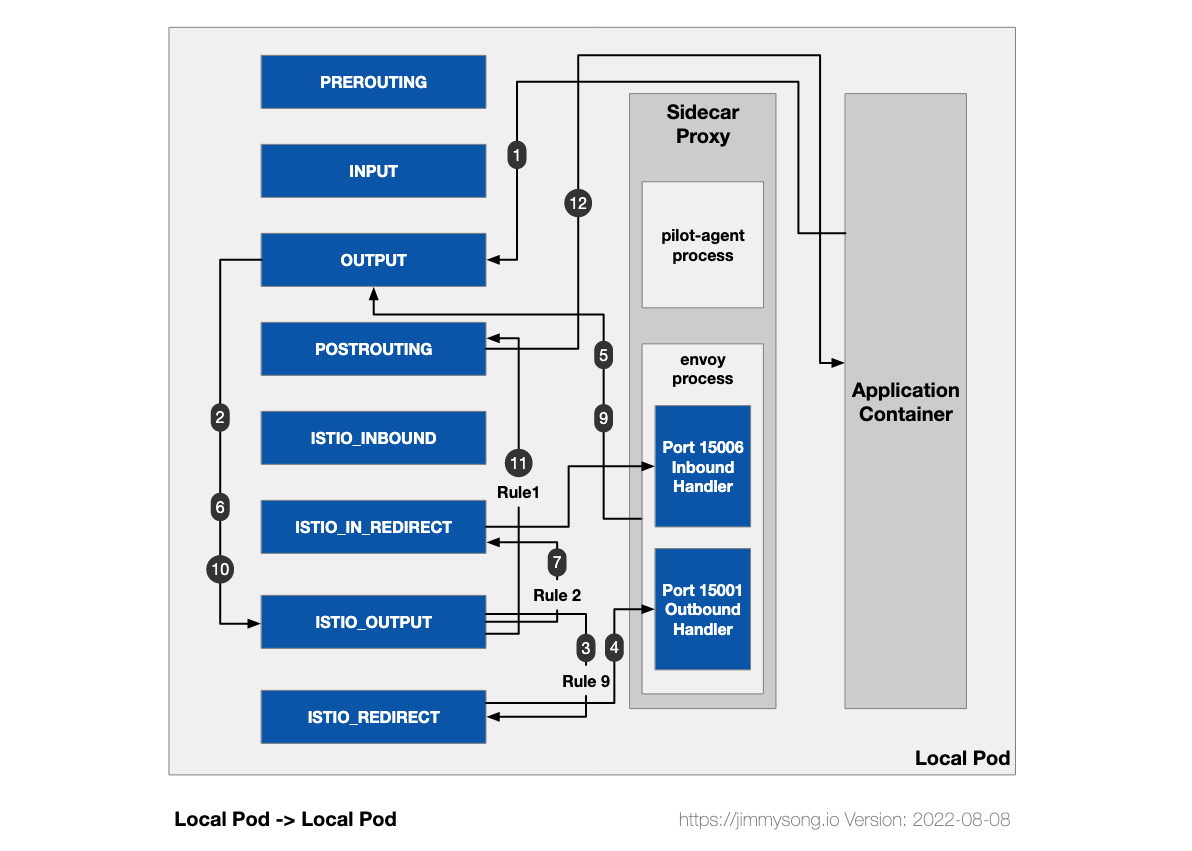 PREROUTING
INPUT
OUTPUT
POSTROUTING
ISTIO_INBOUND
ISTIO_IN_REDIRECT
ISTIO_OUTPUT
ISTIO_REDIRECT
1
12
2
6
10
5
9
11
Rule1
7
Rule 2
3
4
Rule 9
Sidecar
Proxy
pilot-agent
process
envoy
process
Port 15006
Inbound
Handler
Port 15001
Outbound
Handler
Application
Container
Local Pod
Local Pod -> Local Pod
https://jimmysong.io Version: 2022-08-08